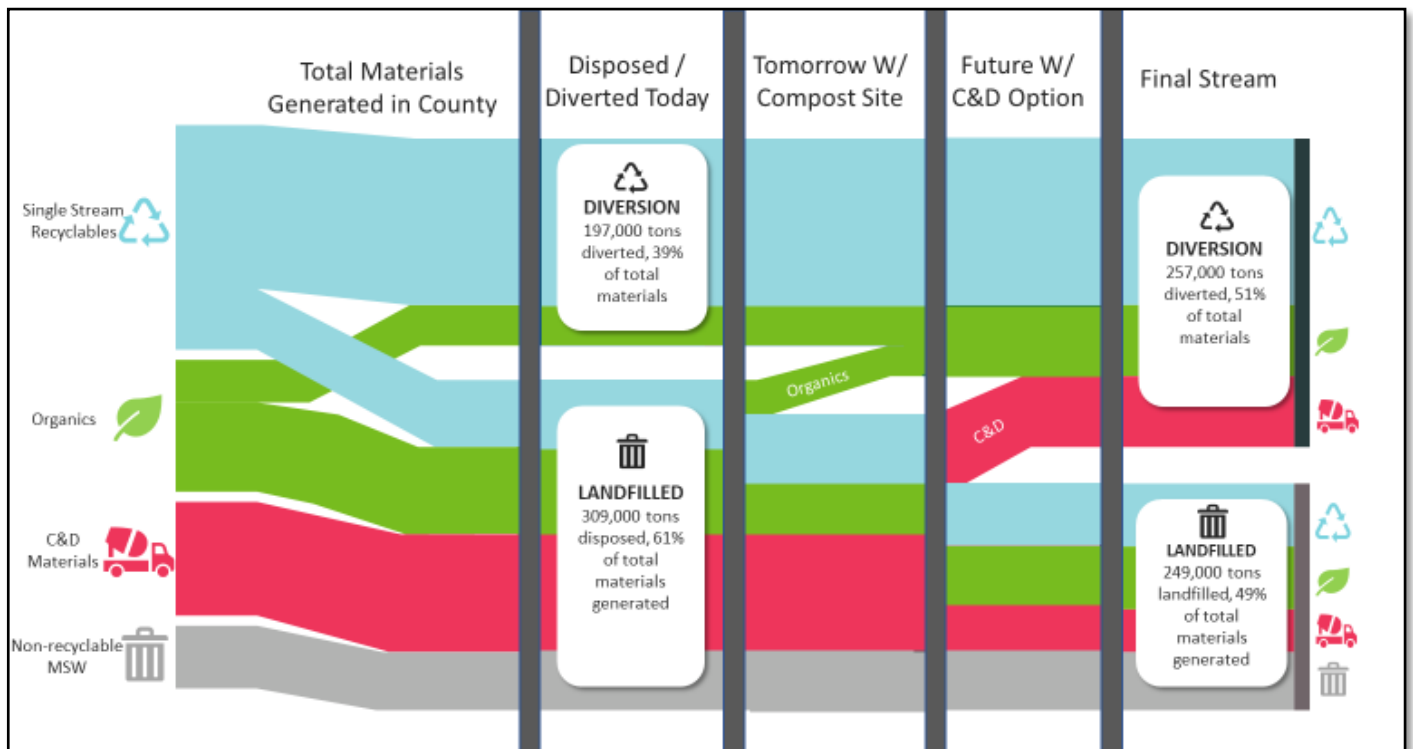 Total Materials
Generated in County
Disposed /
Diverted Today
Tomorrow W/
Compost Site
Future W/
C&D Option
Final Stream
Single Stream
Recyclables
Organics
C&D
Materials
Non-recyclable
MSW
DIVERSION
197,000 tons
diverted, 39%
of total
materials
LANDFILLED
309,000 tons
disposed, 61%
of total
materials
generated
Organics
C&D
DIVERSION
257,000 tons
diverted, 51%
of total
materials
LANDFILLED
249,000 tons
landfilled, 49%
of total
materials
generated